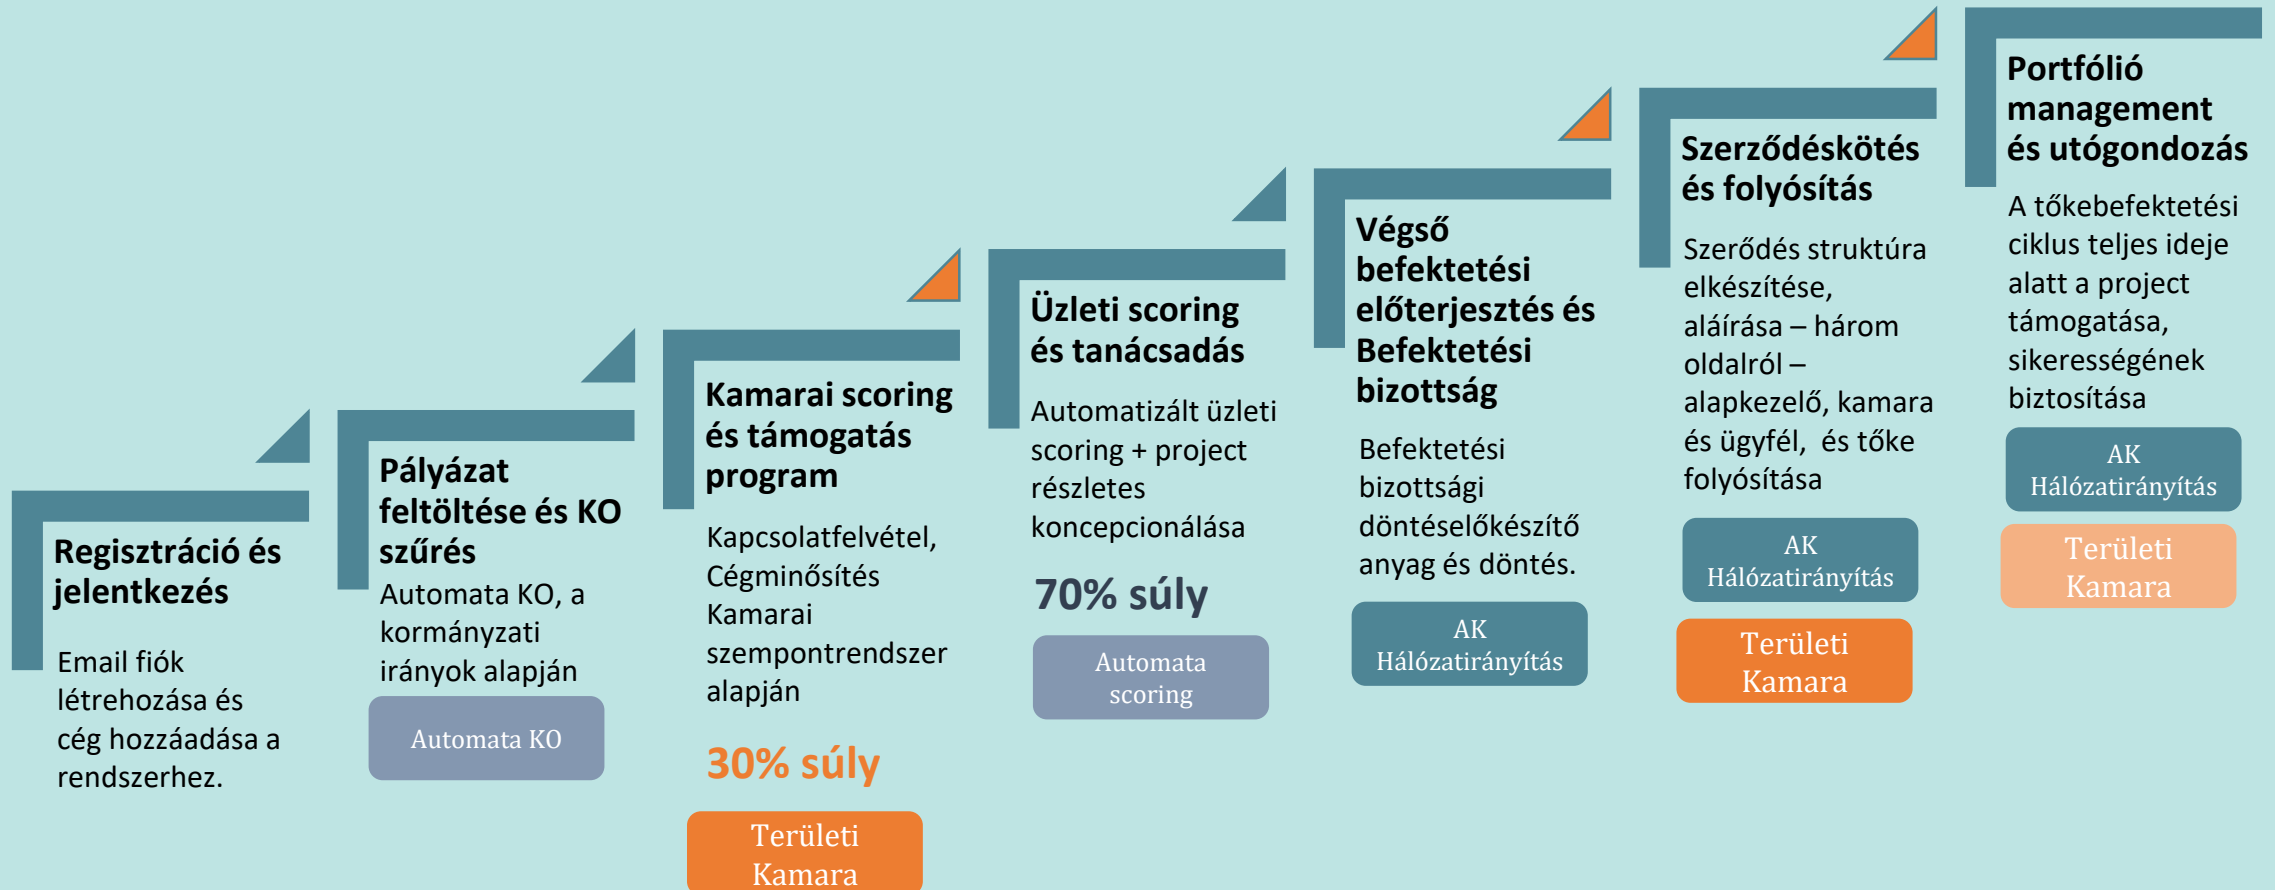 Regisztráció és
jelentkezés
Email fiók
létrehozása és
cég hozzáadása a
rendszerhez.
Pályázat
feltöltése és KO
szűrés
Automata KO, a
kormányzati
irányok alapján
Automata KO
Kamarai scoring
és támogatás
program
Kapcsolatfelvétel,
Cégminősítés
Kamarai
szempontrendszer
alapján
30% súly
Területi
Kamara
Üzleti scoring
és tanácsadás
Automatizált üzleti
scoring + project
részletes
koncepcionálása
70% súly
Automata
scoring
Végső
befektetési
előterjesztés és
Befektetési
bizottság
Befektetési
bizottsági
döntéselőkészítő
anyag és döntés.
AK
Hálózatirányítás
Szerződéskötés
és folyósítás
Szerődés struktúra
elkészítése,
aláírása – három
oldalról –
alapkezelő, kamara
és ügyfél,  és tőke
folyósítása
AK
Hálózatirányítás
Területi
Kamara
Portfólió
management
és utógondozás
A tőkebefektetési
ciklus teljes ideje
alatt a project
támogatása,
sikerességének
biztosítása
AK
Hálózatirányítás
Területi
Kamara